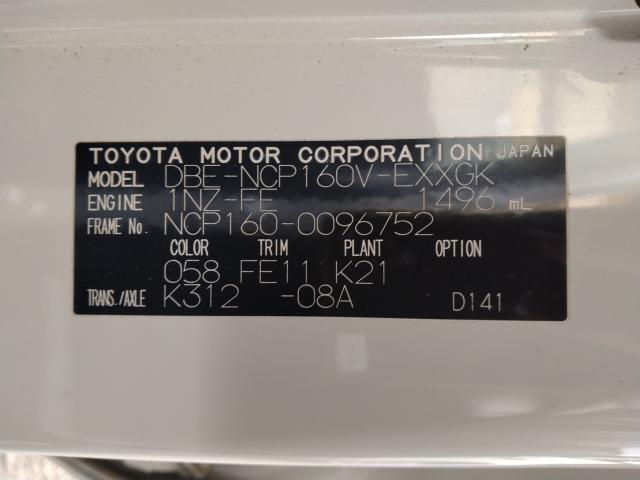 TOYOTA MOTOR CORPORATION JAPAN
MODEL DBE-NCP160V-EXXGK
ENGINE 1NZ-FE 1496 mL
FRAME No. NCP160-0096752
COLOR TRIM PLANT OPTION
058 FE11 K21
TRANS./AXLE K312 -08A D141